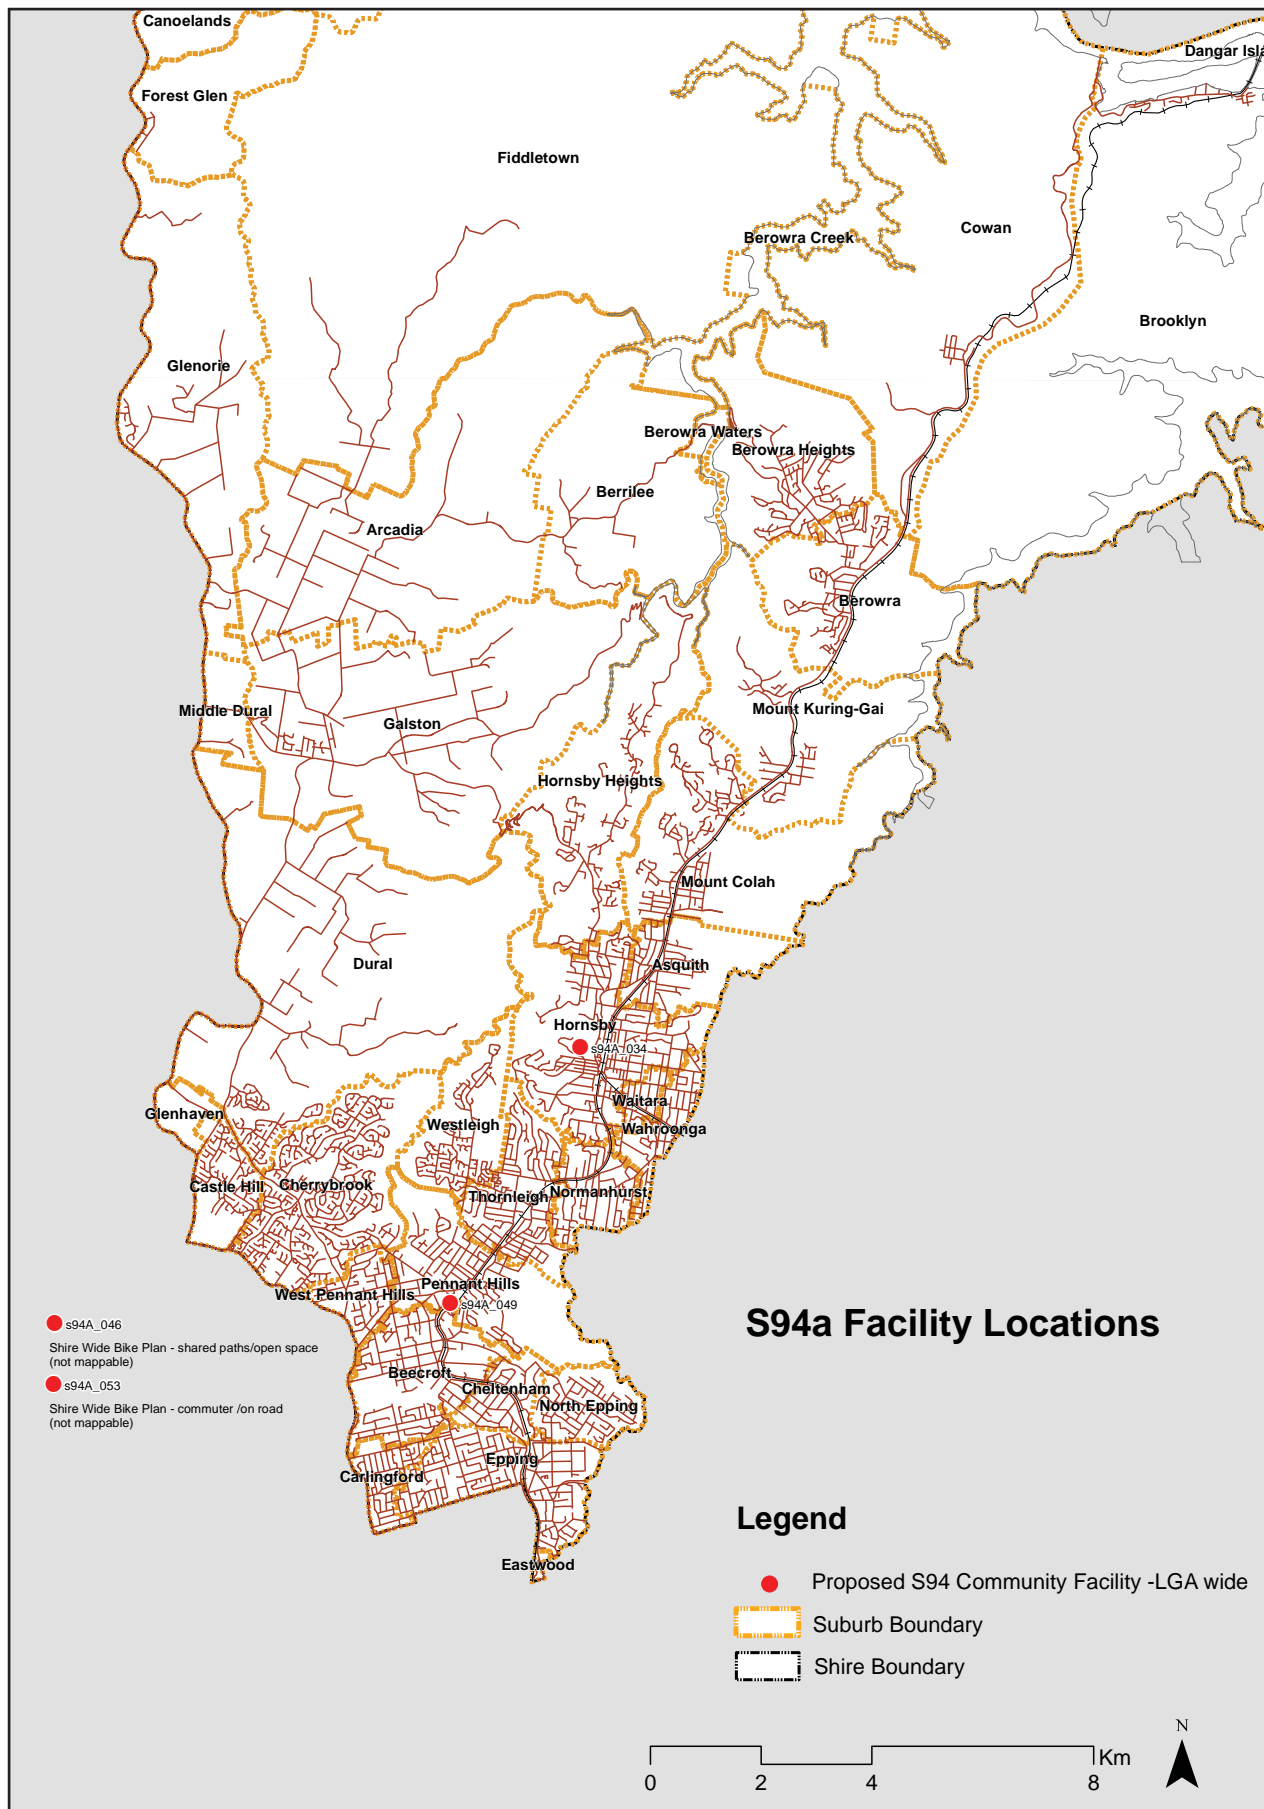 Canoelands
Dangar Isla
Forest Glen
Fiddletown
Cowan
Berowra Creek
Brooklyn
Glenorie
Berowra Waters
Berowra Heights
Berrilee
Arcadia
Berowra
Middle Dural
Galston
Mount Kuring-Gai
Hornsby Heights
Mount Colah
Dural
Asquith
Hornsby
s94A_034
Waitara
Glenhaven
Westleigh
Wahroonga
Castle Hill
Cherrybrook
Thornleigh
Normanhurst
Pennant Hills
West Pennant Hills
s94A_049
s94A_046
Shire Wide Bike Plan - shared paths/open space
(not mappable)
s94A_053
Shire Wide Bike Plan - commuter /on road
(not mappable)
S94a Facility Locations
Beecroft
Cheltenham
North Epping
Epping
Carlingford
Eastwood
Legend
Proposed S94 Community Facility -LGA wide
Suburb Boundary
Shire Boundary
N
Km
0 2 4 8